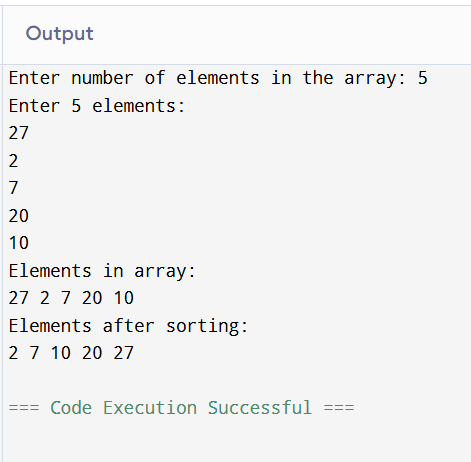 Output
Enter number of elements in the array: 5
Enter 5 elements:
27
2
7
20
10
Elements in array:
27 2 7 20 10
Elements after sorting:
2 7 10 20 27
=== Code Execution Successful ===